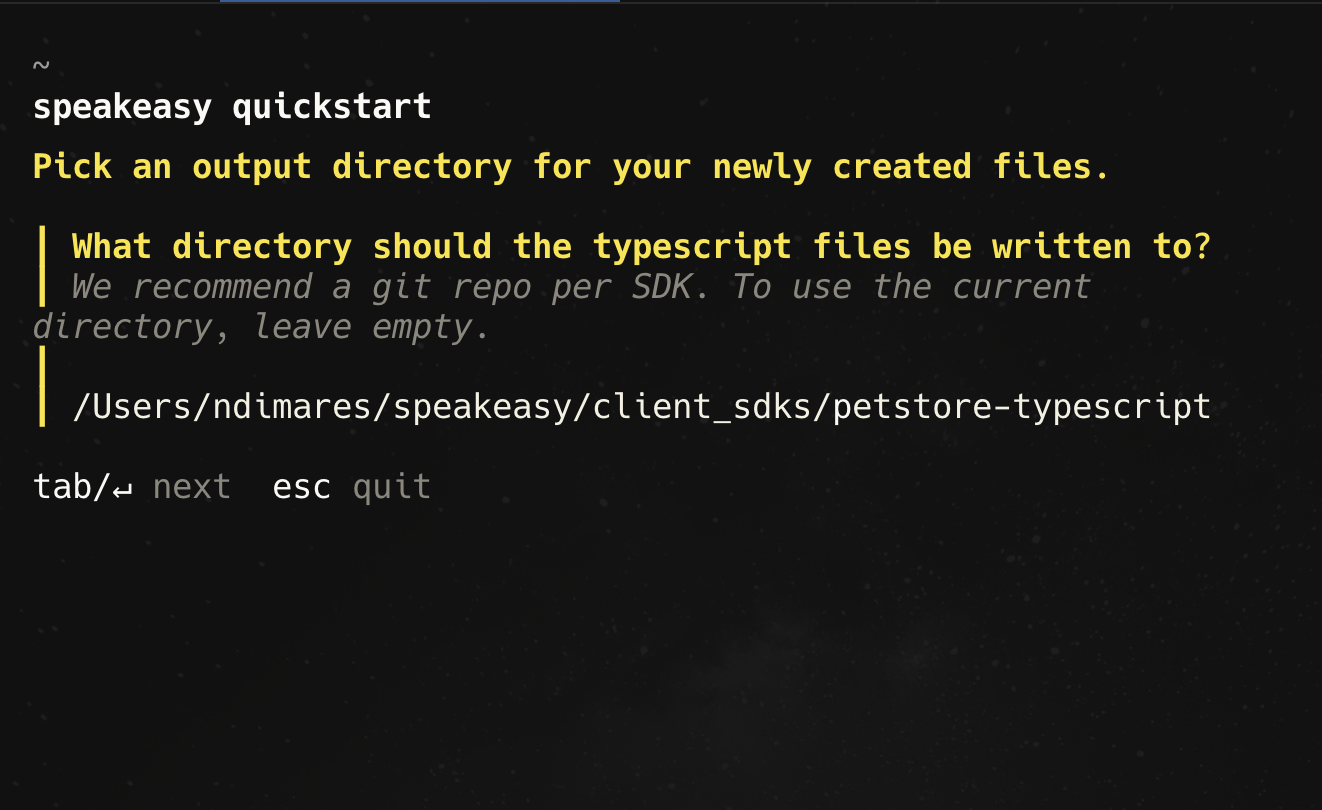 ~
speakeasy quickstart
Pick an output directory for your newly created files.
What directory should the typescript files be written to?
We recommend a git repo per SDK. To use the current
directory, leave empty.
/Users/ndimares/speakeasy/client_sdks/petstore-typescript
tab/↵ next  esc quit